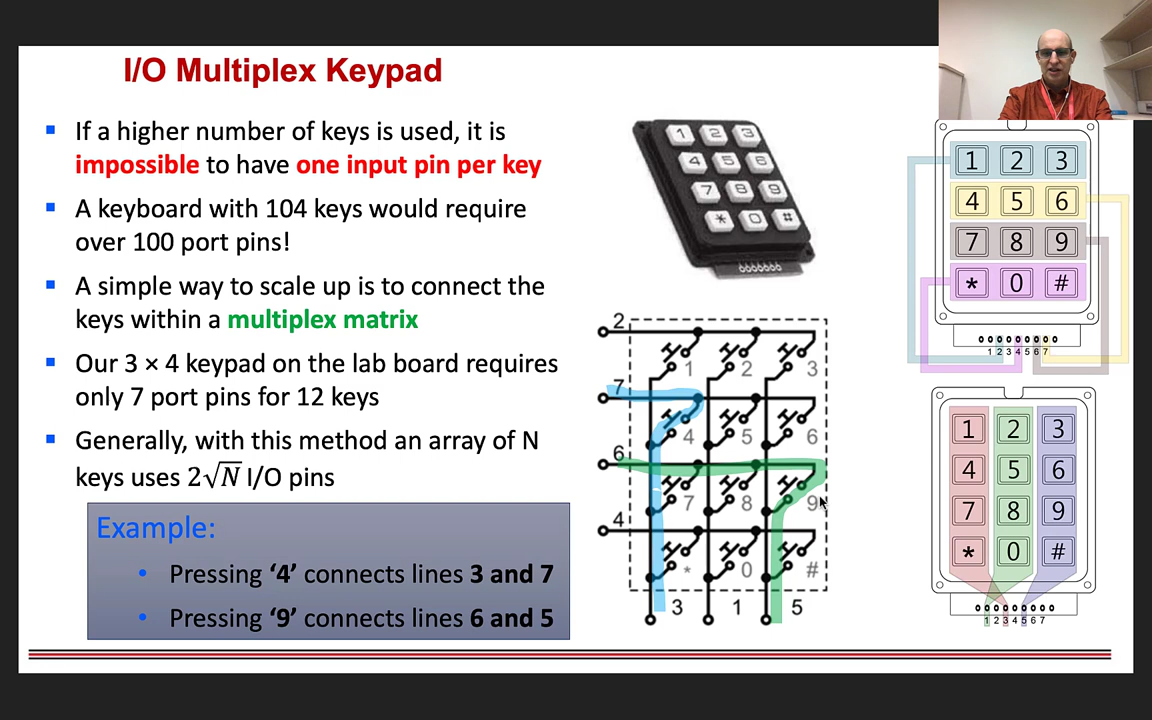 I/O Multiplex Keypad
If a higher number of keys is used, it is
impossible to have one input pin per key
A keyboard with 104 keys would require
over 100 port pins!
A simple way to scale up is to connect the
keys within a multiplex matrix
Our 3 × 4 keypad on the lab board requires
only 7 port pins for 12 keys
Generally, with this method an array of N
keys uses 2√N I/O pins
Example:
Pressing ‘4’ connects lines 3 and 7
Pressing ‘9’ connects lines 6 and 5
1 2 3
4 5 6
7 8 9
* 0 #
2
1 2 3
7
4 5 6
6
7 8 9
4
* 0 #
3 1 5
1 2 3
4 5 6
7 8 9
* 0 #
1 2 3 4 5 6 7
1 2 3
4 5 6
7 8 9
* 0 #
1 2 3 4 5 6 7